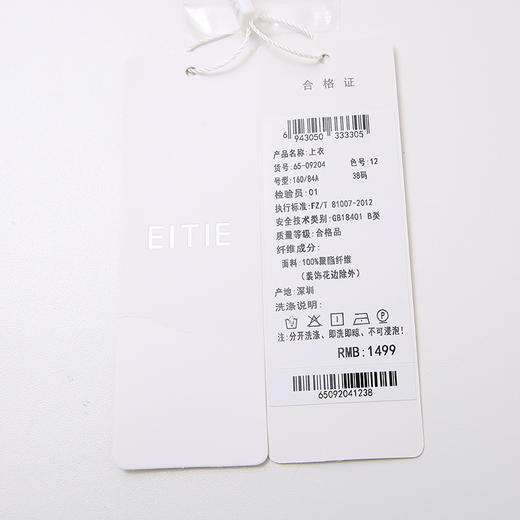 EITIE
合格证
6 943050 333305
产品名称:上衣
货号:65-09204 色号:12
号型:160/84A 38码
检验员:01
执行标准:FZ/T 81007-2012
安全技术类别:GB18401 B类
质量等级:合格品
纤维成分:
面料:100%聚酯纤维
(装饰花边除外)
产地:深圳
洗涤说明:
注:分开洗涤、即洗即晾、不可浸泡!
RMB:1499
65092041238